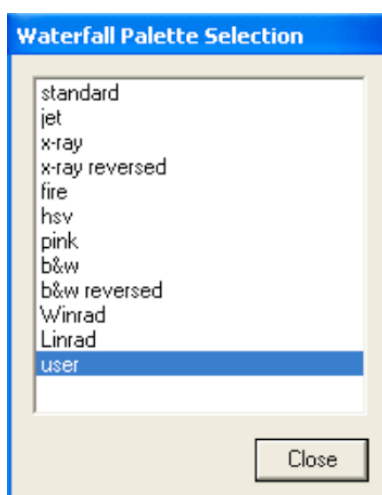 Waterfall Palette Selection
standard
jet
x-ray
x-ray reversed
fire
hsv
pink
b&w
b&w reversed
Winrad
Linrad
user
Close